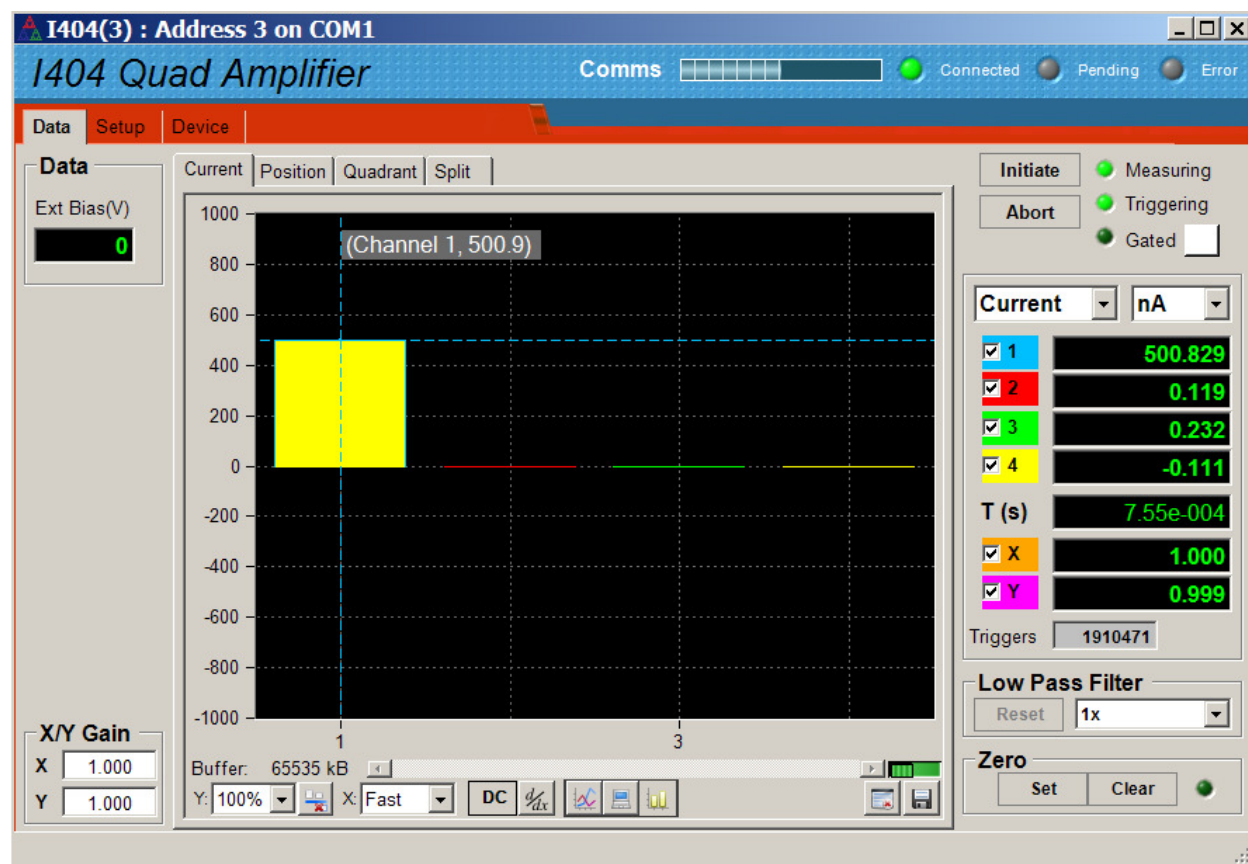 I404(3) : Address 3 on COM1
I404 Quad Amplifier
Comms
Connected
Pending
Error
Data
Setup
Device
Data
Ext Bias(V)
0
Current
Position
Quadrant
Split
1000
800
600
400
200
0
-200
-400
-600
-800
-1000
(Channel 1, 500.9)
1
3
Buffer: 65535 kB
Y: 100%
X: Fast
DC
d/dx
X/Y Gain
X 1.000
Y 1.000
Initiate
Measuring
Abort
Triggering
Gated
Current nA
1 500.829
2 0.119
3 0.232
4 -0.111
T (s) 7.55e-004
X 1.000
Y 0.999
Triggers 1910471
Low Pass Filter
Reset 1x
Zero
Set Clear